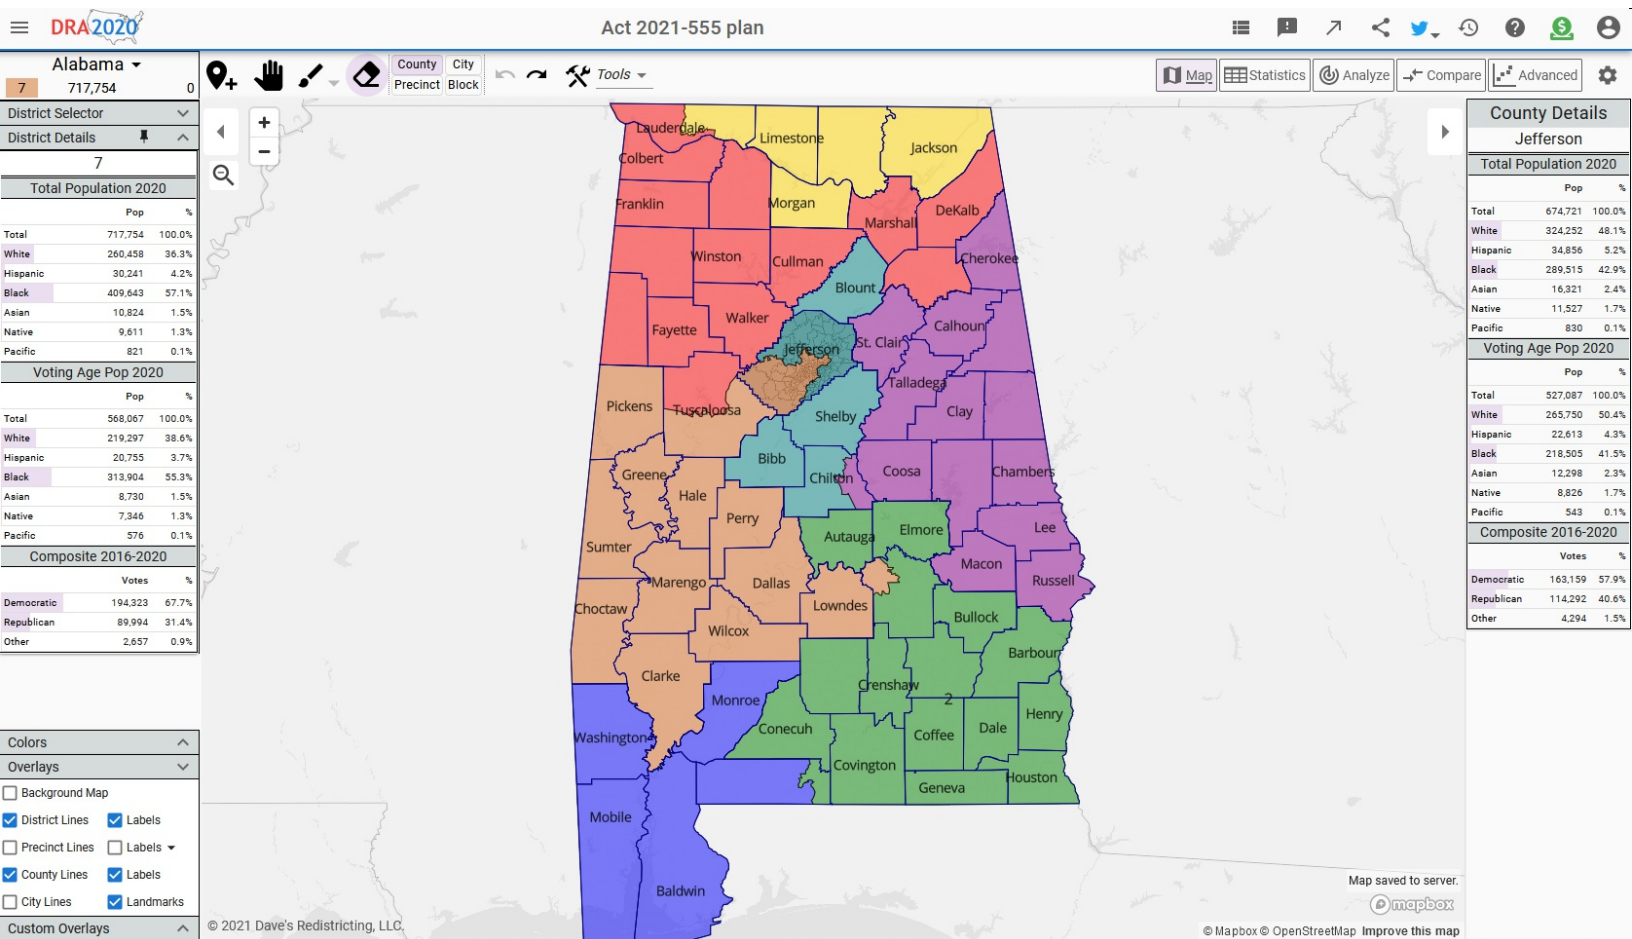 DRA2020
Act 2021-555 plan
Alabama
7 717,754 0
County City
Precinct Block
Tools
Map Statistics Analyze Compare Advanced
District Selector
District Details
7
Total Population 2020
Pop %
Total 717,754 100.0%
White 260,458 36.3%
Hispanic 30,241 4.2%
Black 409,643 57.1%
Asian 10,824 1.5%
Native 9,611 1.3%
Pacific 821 0.1%
Voting Age Pop 2020
Pop %
Total 568,067 100.0%
White 219,297 38.6%
Hispanic 20,755 3.7%
Black 313,904 55.3%
Asian 8,730 1.5%
Native 7,346 1.3%
Pacific 576 0.1%
Composite 2016-2020
Votes %
Democratic 194,323 67.7%
Republican 89,994 31.4%
Other 2,657 0.9%
Colors
Overlays
Background Map
District Lines Labels
Precinct Lines Labels
County Lines Labels
City Lines Landmarks
Custom Overlays
+
−
Lauderdale
Limestone
Jackson
Colbert
Franklin
Morgan
Marshall
DeKalb
Winston
Cullman
Cherokee
Blount
Fayette
Walker
Calhoun
Jefferson
St. Clair
Talladega
Pickens
Tuscaloosa
Shelby
Clay
Bibb
Greene
Chilton
Coosa
Chambers
Hale
Perry
Autauga
Elmore
Lee
Sumter
Macon
Marengo
Dallas
Russell
Choctaw
Lowndes
Bullock
Wilcox
Barbour
Clarke
Crenshaw
Monroe
2
Henry
Washington
Conecuh
Coffee
Dale
Covington
Houston
Geneva
Mobile
Baldwin
County Details
Jefferson
Total Population 2020
Pop %
Total 674,721 100.0%
White 324,252 48.1%
Hispanic 34,856 5.2%
Black 289,515 42.9%
Asian 16,321 2.4%
Native 11,527 1.7%
Pacific 830 0.1%
Voting Age Pop 2020
Pop %
Total 527,087 100.0%
White 265,750 50.4%
Hispanic 22,613 4.3%
Black 218,505 41.5%
Asian 12,298 2.3%
Native 8,826 1.7%
Pacific 543 0.1%
Composite 2016-2020
Votes %
Democratic 163,159 57.9%
Republican 114,292 40.6%
Other 4,294 1.5%
Map saved to server.
mapbox
© 2021 Dave's Redistricting, LLC.
© Mapbox © OpenStreetMap Improve this map